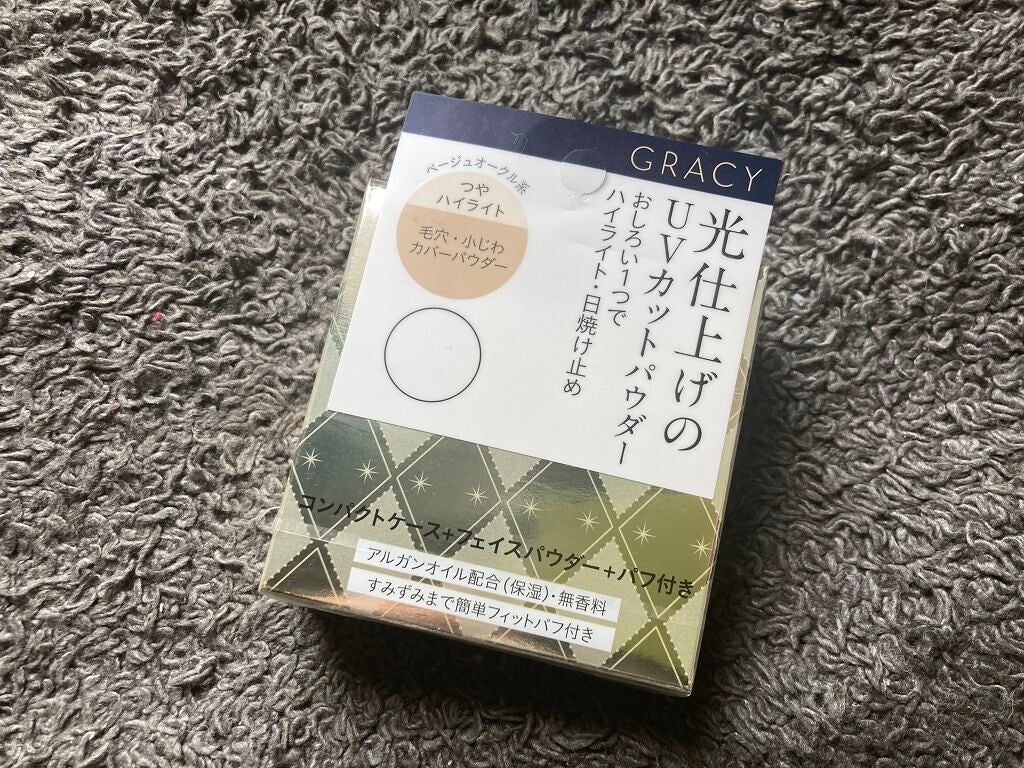 GRACY
光仕上げの
UVカットパウダー
おしろい1つで
ハイライト・日焼け止め
ベージュオークル系
つや
ハイライト
毛穴・小じわ
カバーパウダー
コンパクトケース+フェイスパウダー+パフ付き
アルガンオイル配合(保湿)・無香料
すみずみまで簡単フィットパフ付き